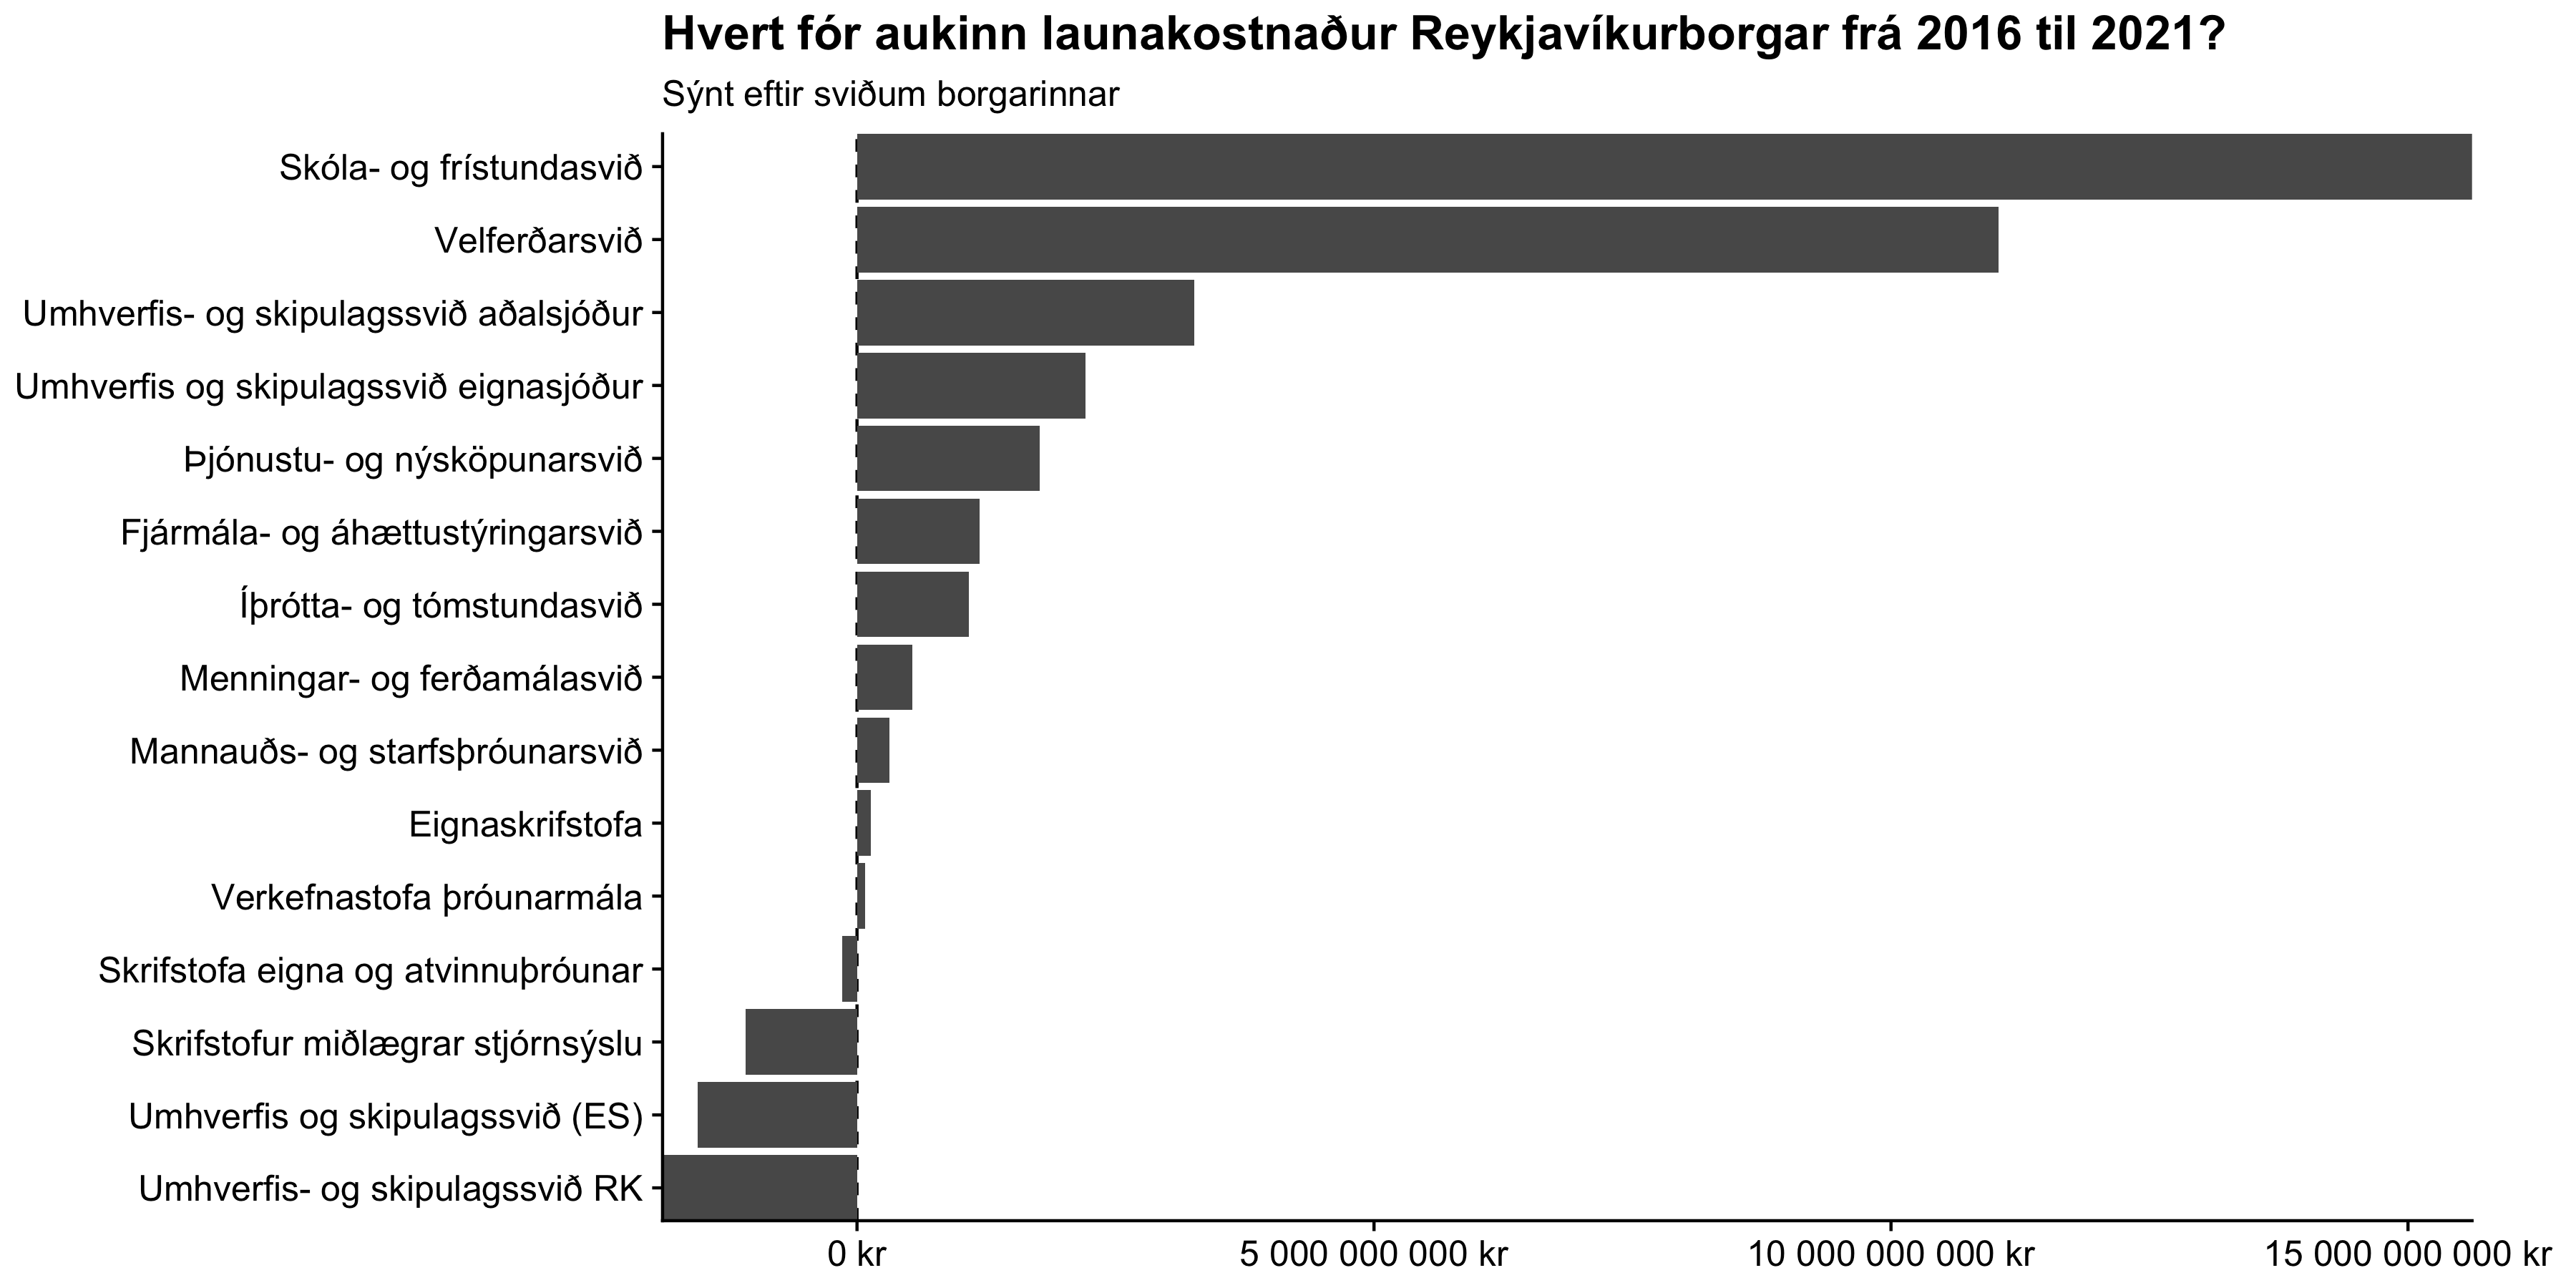 Hvert fór aukinn launakostnaður Reykjavíkurborgar frá 2016 til 2021?
Sýnt eftir sviðum borgarinnar
Skóla- og frístundasvið
Velferðarsvið
Umhverfis- og skipulagssvið aðalsjóður
Umhverfis og skipulagssvið eignasjóður
Þjónustu- og nýsköpunarsvið
Fjármála- og áhættustýringarsvið
Íþrótta- og tómstundasvið
Menningar- og ferðamálasvið
Mannauðs- og starfsþróunarsvið
Eignaskrifstofa
Verkefnastofa þróunarmála
Skrifstofa eigna og atvinnuþróunar
Skrifstofur miðlægrar stjórnsýslu
Umhverfis og skipulagssvið (ES)
Umhverfis- og skipulagssvið RK
0 kr 5 000 000 000 kr 10 000 000 000 kr 15 000 000 000 kr